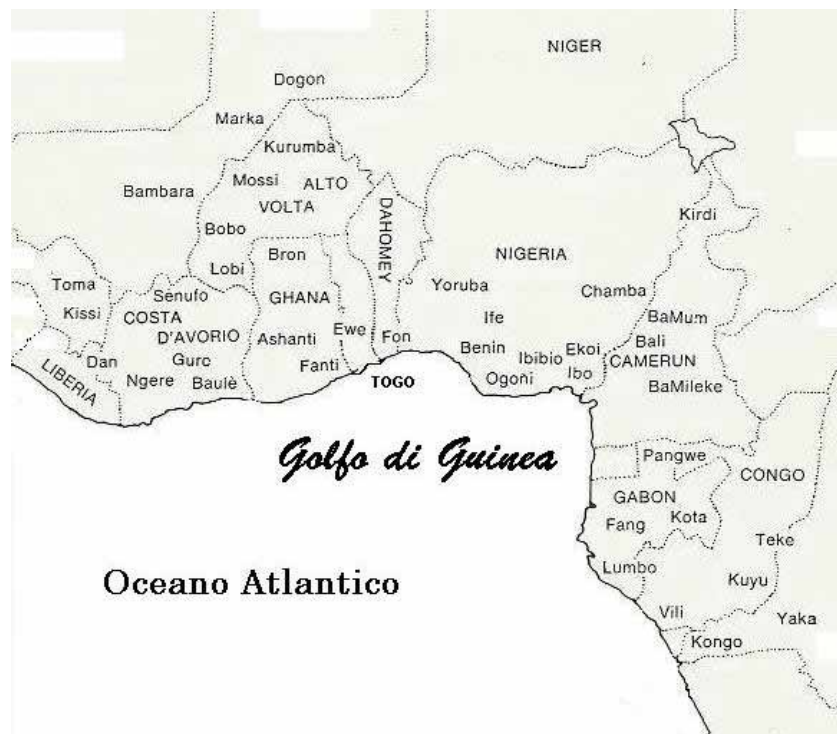 NIGER
Dogon
Marka
Kurumba
Mossi
ALTO
Bambara
VOLTA
DAHOMEY
Kirdi
Bobo
Bron
NIGERIA
Lobi
Toma
Senufo
GHANA
Yoruba
Chamba
Kissi
COSTA
D'AVORIO
Ife
BaMum
Ashanti
Ewe
Fon
Benin
Ibibio
Ekoi
Bali
Dan
Guro
Fanti
CAMERUN
LIBERIA
Ngere
Baulè
TOGO
Ogoñi
Ibo
BaMileke
Golfo di Guinea
Pangwe
CONGO
GABON
Fang
Kota
Teke
Oceano Atlantico
Lumbo
Kuyu
Vili
Yaka
Kongo